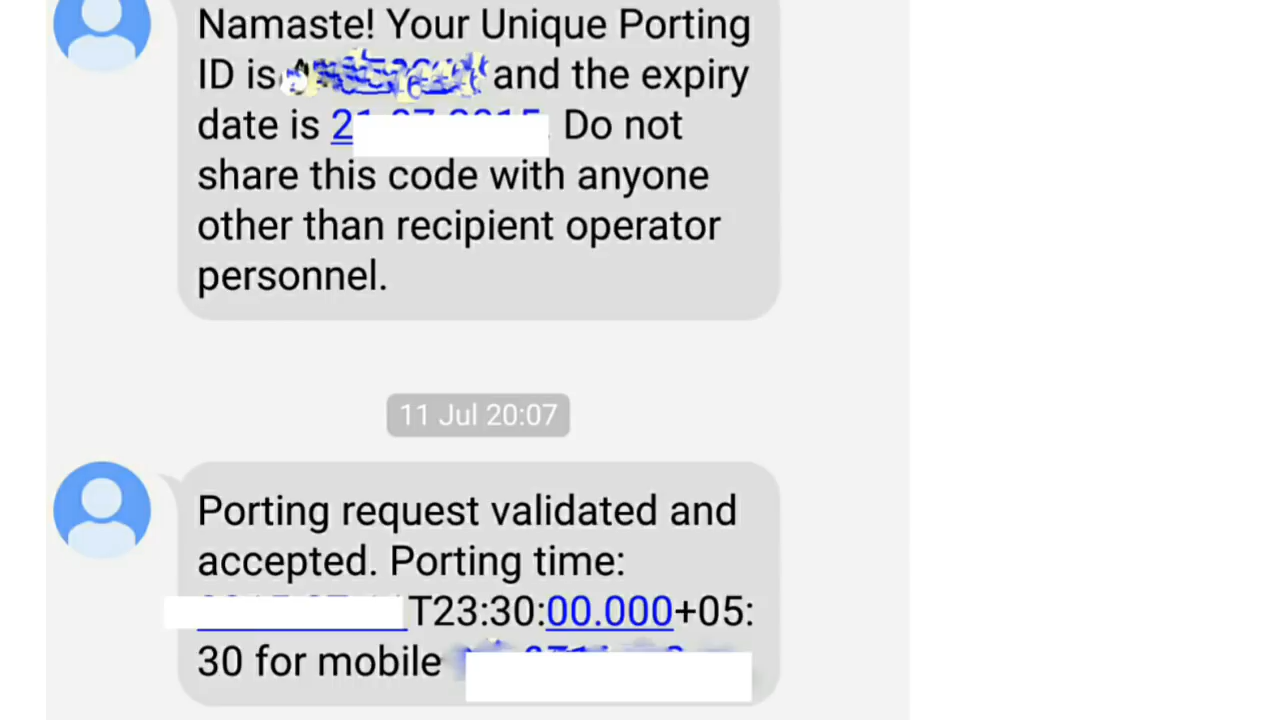 Namaste! Your Unique Porting
ID is and the expiry
date is Do not
share this code with anyone
other than recipient operator
personnel.
11 Jul 20:07
Porting request validated and
accepted. Porting time:
T23:30:00.000+05:
30 for mobile